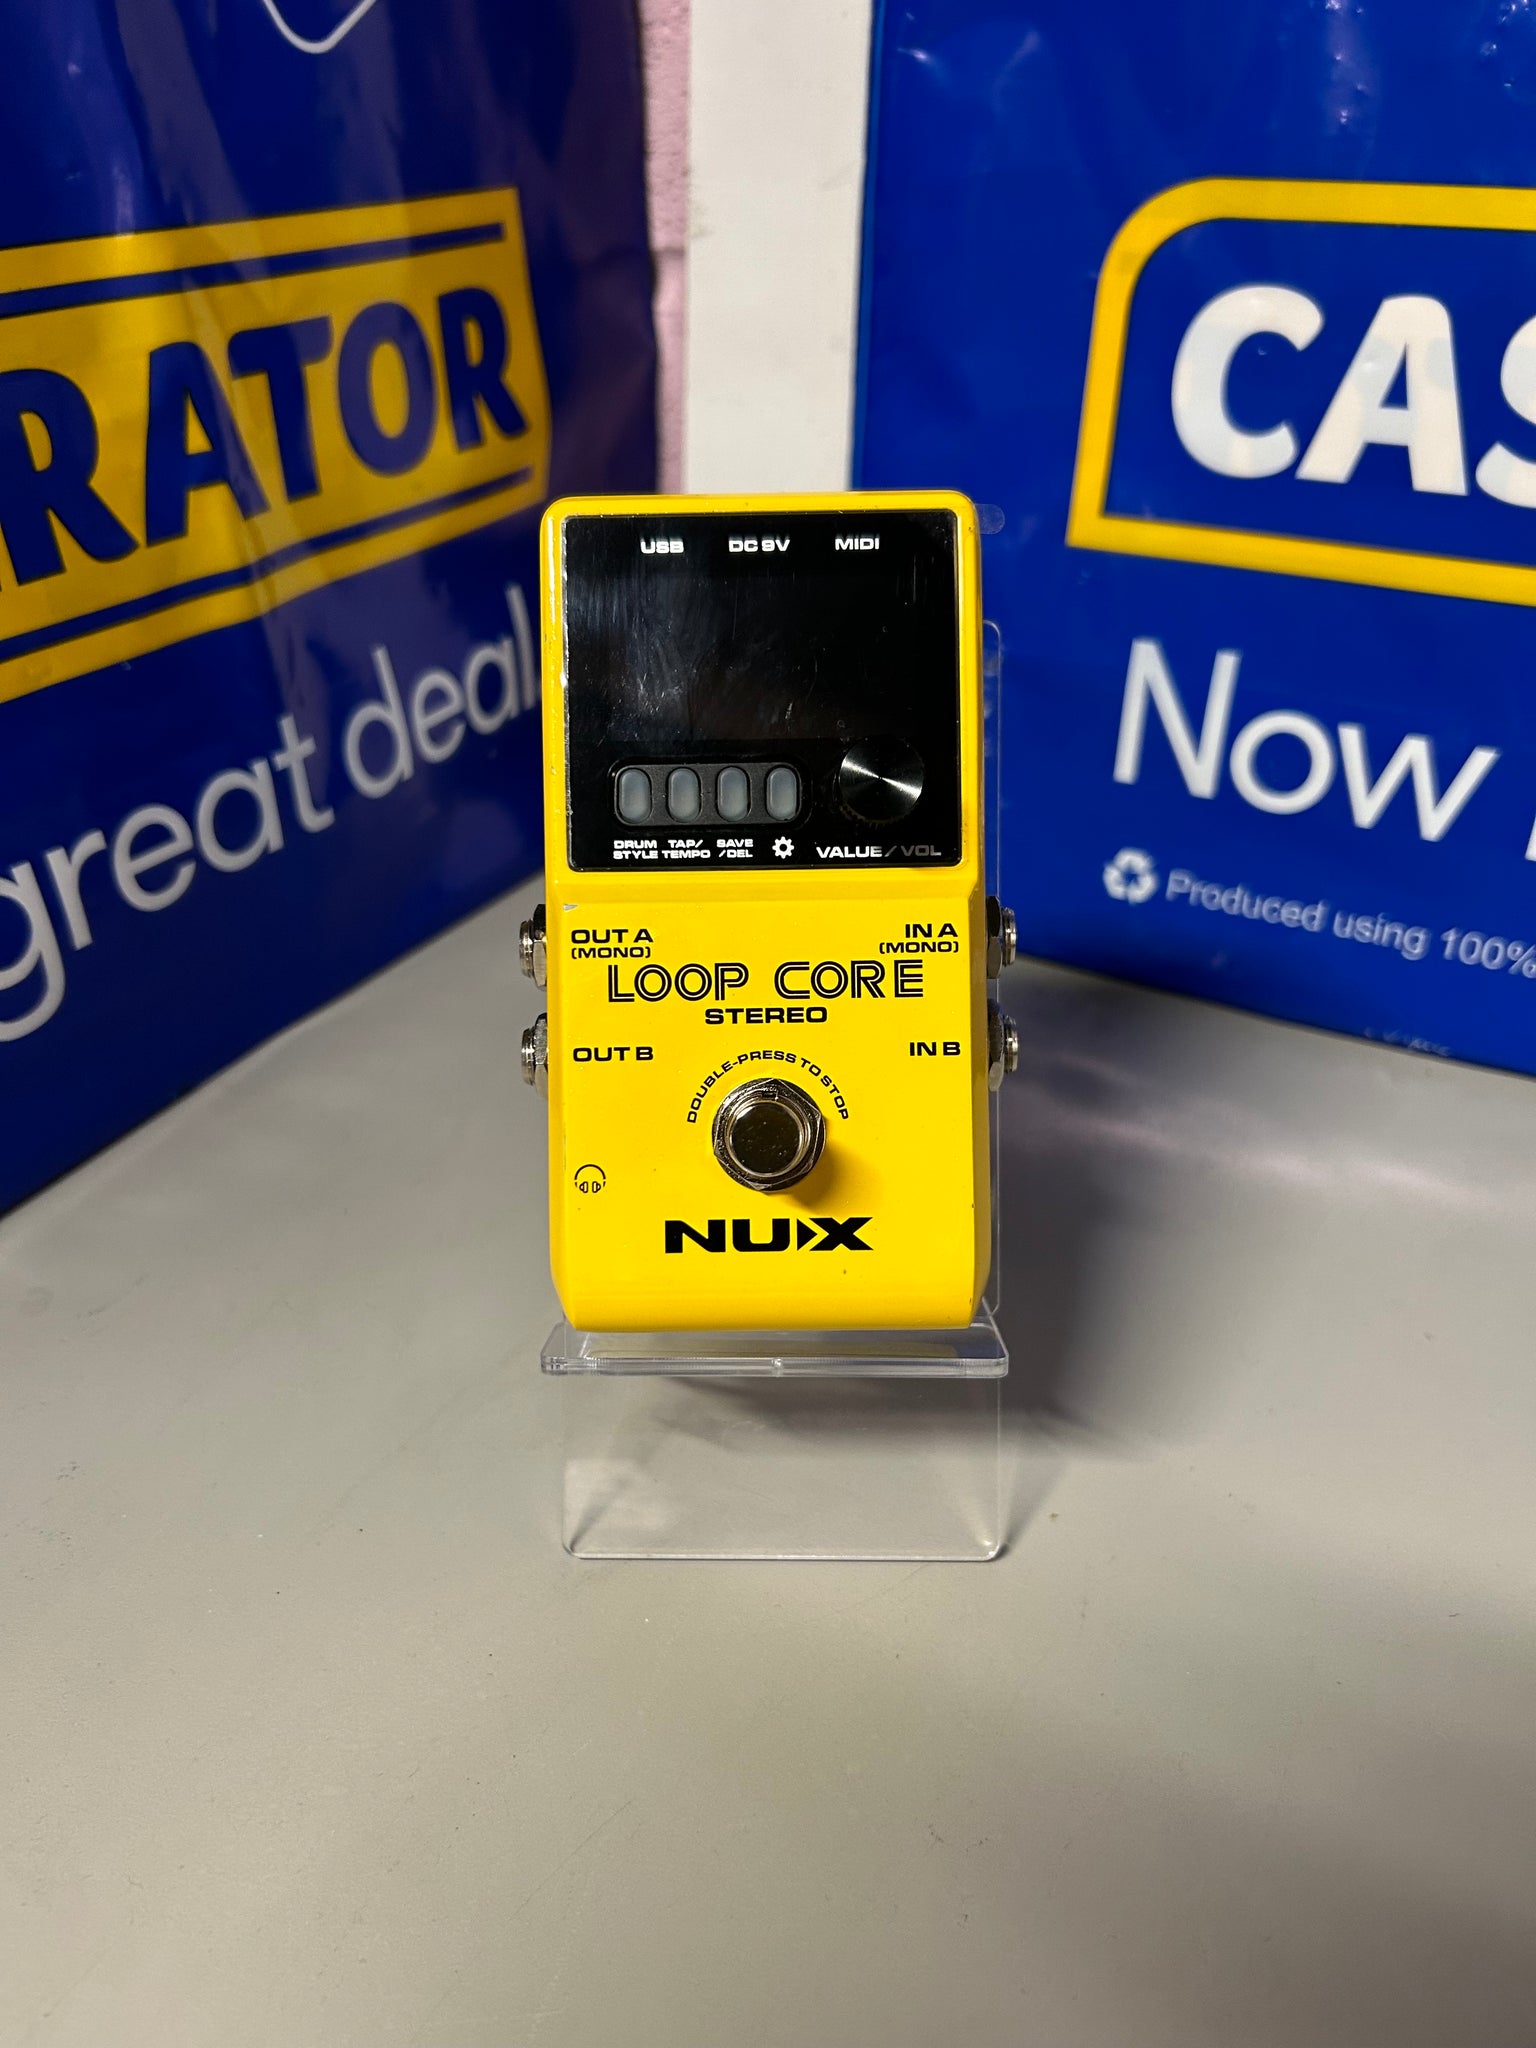 RATOR
great deal
CAS
Now
Produced using 100%
USB DC 9V MIDI
DRUM STYLE TAP/ TEMPO SAVE /DEL VALUE/VOL
OUT A (MONO)
IN A (MONO)
LOOP CORE
STEREO
OUT B
IN B
DOUBLE-PRESS TO STOP
NUX